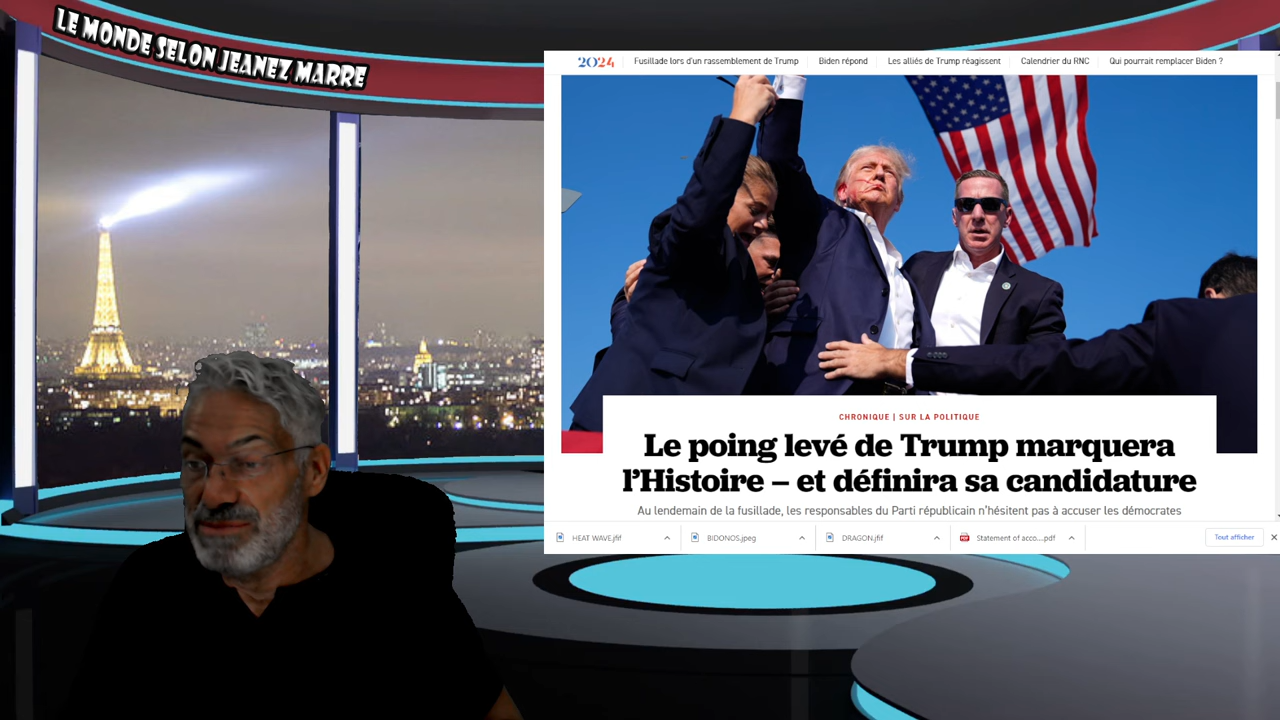 LE MONDE SELON JEANEZ MARRE
2024 Fusillade lors d'un rassemblement de Trump Biden répond Les alliés de Trump réagissent Calendrier du RNC Qui pourrait remplacer Biden ?
CHRONIQUE | SUR LA POLITIQUE
Le poing levé de Trump marquera
l'Histoire – et définira sa candidature
Au lendemain de la fusillade, les responsables du Parti républicain n'hésitent pas à accuser les démocrates
HEAT WAVE.jfif BIDONOS.jpeg DRAGON.jfif PDF Statement of acco....pdf Tout afficher